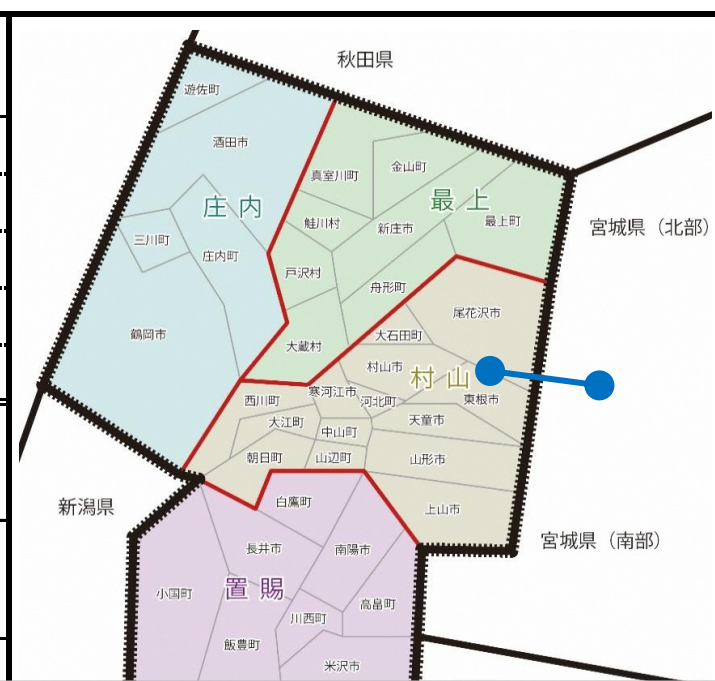 秋田県
遊佐町
酒田市
金山町
真室川町
庄内
最上
鮭川村
新庄市
最上町
宮城県（北部）
三川町
庄内町
戸沢村
舟形町
尾花沢市
鶴岡市
大石田町
大蔵村
村山市
村山
西川町
寒河江市
河北町
東根市
大江町
中山町
天童市
朝日町
山辺町
山形市
白鷹町
新潟県
上山市
宮城県（南部）
長井市
南陽市
小国町
置賜
高畠町
川西町
飯豊町
米沢市